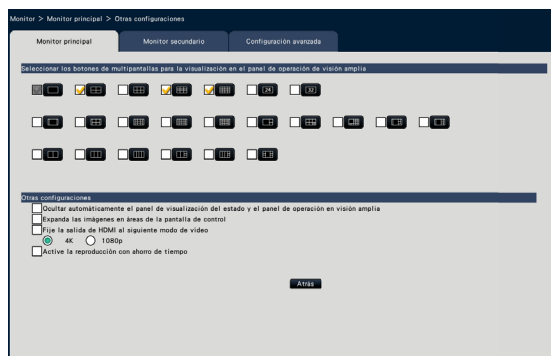 Monitor > Monitor principal > Otras configuraciones
Monitor principal Monitor secundario Configuración avanzada
Seleccionar los botones de multipantallas para la visualización en el panel de operación de visión amplia
24 32
Otras configuraciones
Ocultar automáticamente el panel de visualización del estado y el panel de operación en visión amplia
Expanda las imágenes en áreas de la pantalla de control
Fije la salida de HDMI al siguiente modo de video
4K 1080p
Active la reproducción con ahorro de tiempo
Atrás